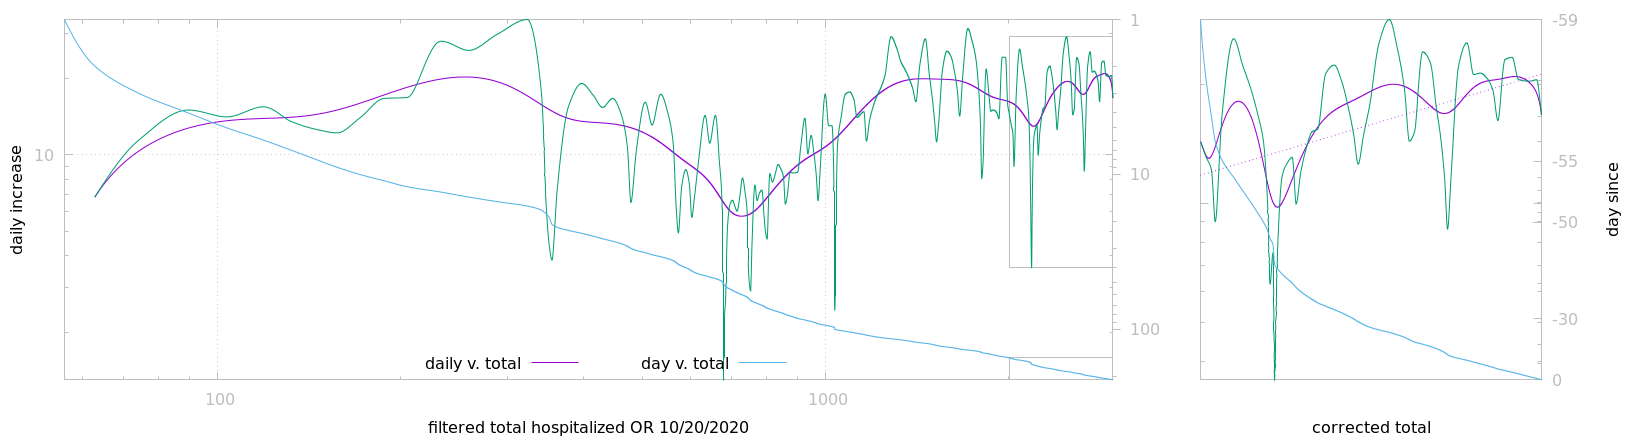 daily increase
10
100
1000
1
10
100
daily v. total
day v. total
filtered total hospitalized OR 10/20/2020
-59
-55
-50
-30
0
day since
corrected total